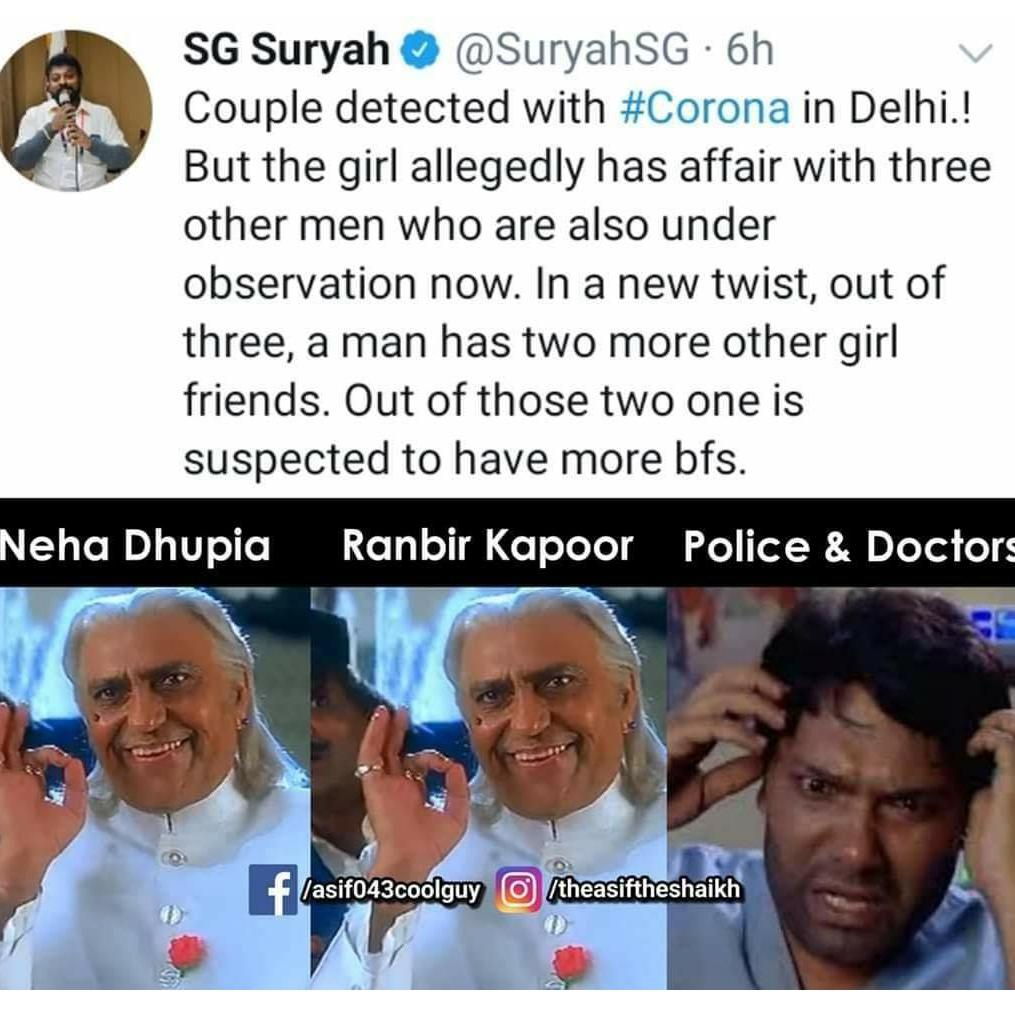 SG Suryah @SuryahSG · 6h
Couple detected with #Corona in Delhi.!
But the girl allegedly has affair with three
other men who are also under
observation now. In a new twist, out of
three, a man has two more other girl
friends. Out of those two one is
suspected to have more bfs.
Neha Dhupia Ranbir Kapoor Police & Doctors
/asif043coolguy /theasiftheshaikh